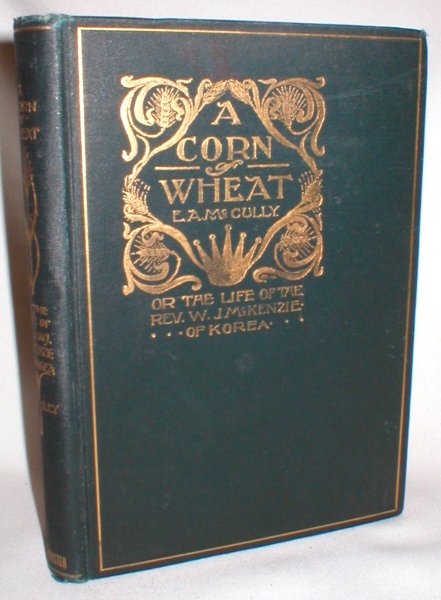 A
CORN
OF
WHEAT
E.A. McCULLY.
OR THE LIFE OF THE
REV. W. J. McKENZIE
. . . OF KOREA . . .